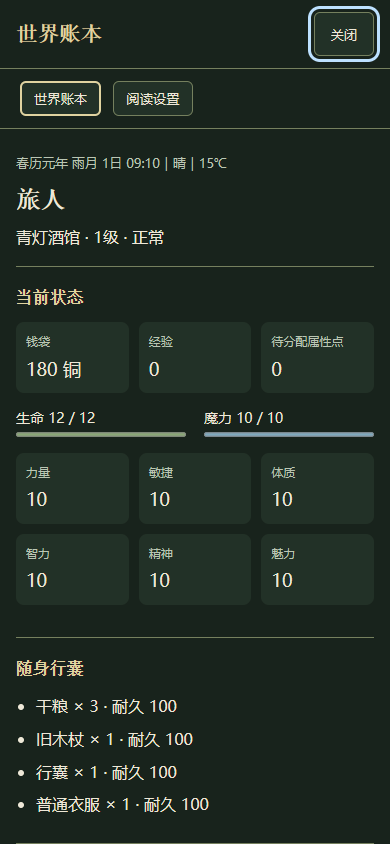 世界账本
关闭
世界账本
阅读设置
春历元年 雨月 1日 09:10 | 晴 | 15℃
旅人
青灯酒馆 · 1级 · 正常
当前状态
钱袋
180 铜
经验
0
待分配属性点
0
生命 12 / 12
魔力 10 / 10
力量
10
敏捷
10
体质
10
智力
10
精神
10
魅力
10
随身行囊
• 干粮 × 3 · 耐久 100
• 旧木杖 × 1 · 耐久 100
• 行囊 × 1 · 耐久 100
• 普通衣服 × 1 · 耐久 100